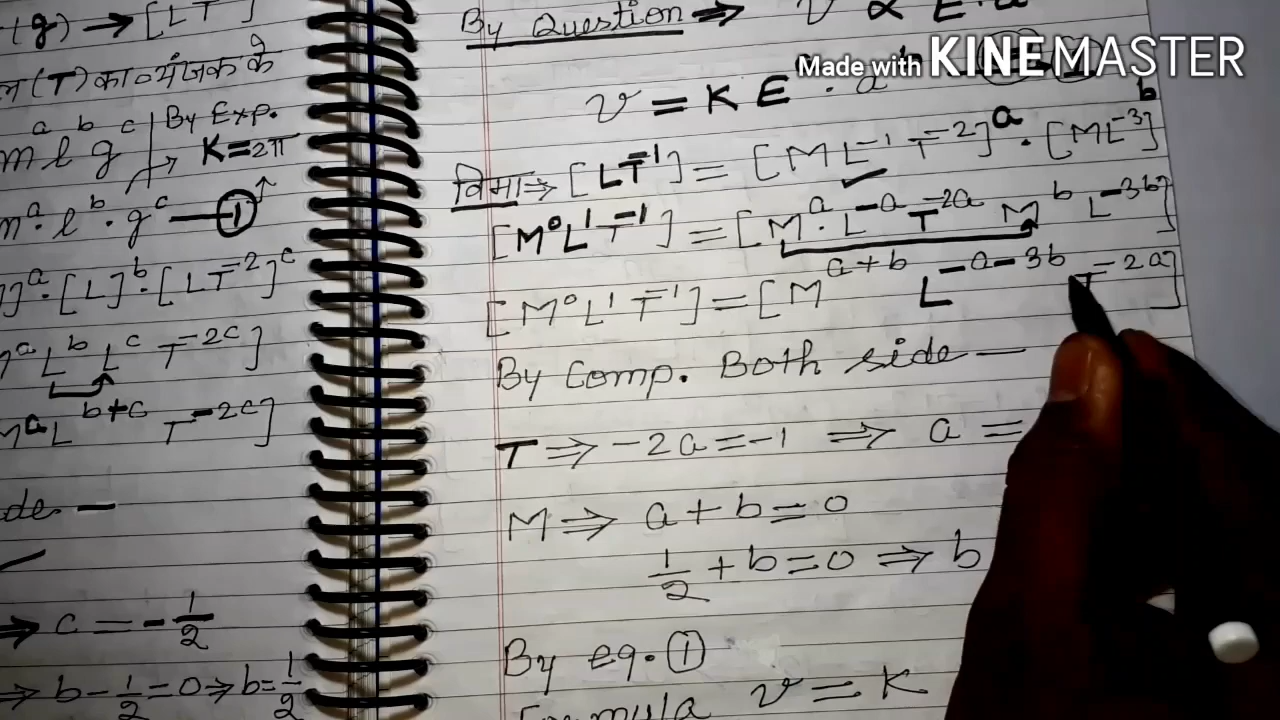 (g) → [LT
ल (T) का व्यंजक के
a b c | By Exp.
m l g K = 2π
mᵃ · lᵇ · gᶜ — ①
]ᵃ · [L]ᵇ · [LT⁻²]ᶜ
Lᵇ Lᶜ T⁻²ᶜ]
MᵃLᵇ⁺ᶜ T⁻²ᶜ]
de —
⇒ c = -1/2
⇒ b - 1/2 = 0 ⇒ b = 1/2
By Question ⇒ v ∝ E · d
Made with KINEMASTER
v = K E · d
विमा ⇒ [LT⁻¹] = [ML⁻¹T⁻²]ᵃ · [ML⁻³]ᵇ
[M⁰L¹T⁻¹] = [Mᵃ · L⁻ᵃ T⁻²ᵃ Mᵇ L⁻³ᵇ]
[M⁰L¹T⁻¹] = [Mᵃ⁺ᵇ L⁻ᵃ⁻³ᵇ T⁻²ᵃ]
By Comp. Both side —
T ⇒ -2a = -1 ⇒ a =
M ⇒ a + b = 0
1/2 + b = 0 ⇒ b
By eq. ①
Formula v = K